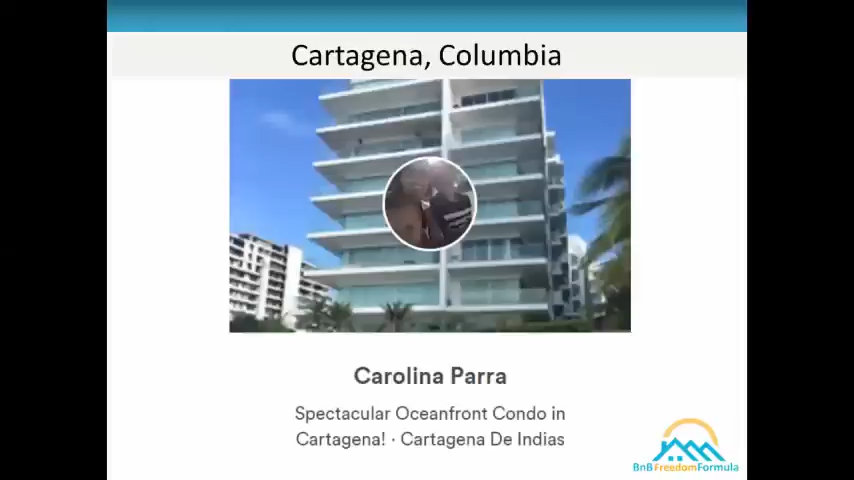 Cartagena, Columbia
Carolina Parra
Spectacular Oceanfront Condo in
Cartagena! · Cartagena De Indias
BnBFreedomFormula